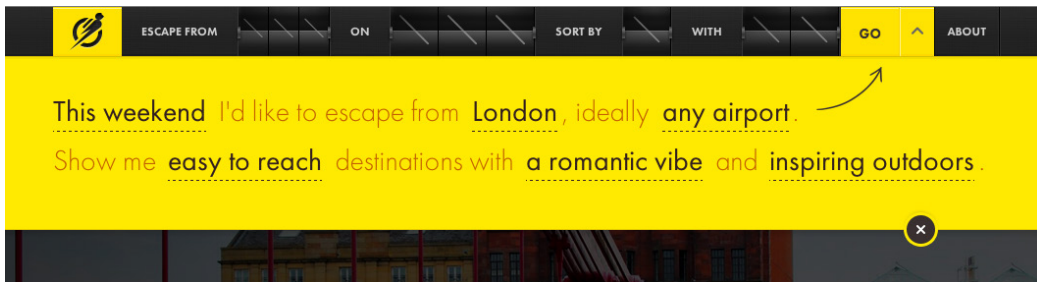 ESCAPE FROM ON SORT BY WITH GO ABOUT
This weekend I'd like to escape from London, ideally any airport.
Show me easy to reach destinations with a romantic vibe and inspiring outdoors.